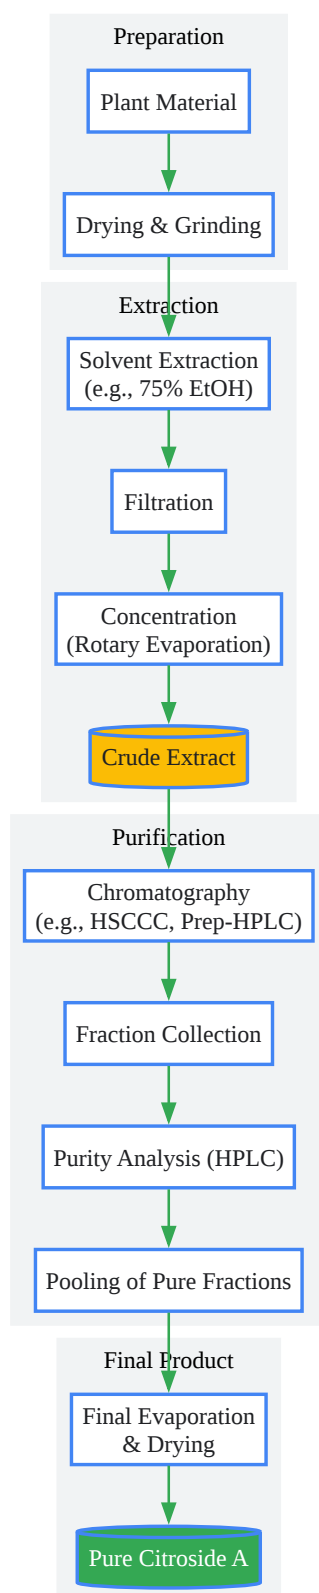 Preparation
Plant Material
Drying & Grinding
Extraction
Solvent Extraction
(e.g., 75% EtOH)
Filtration
Concentration
(Rotary Evaporation)
Crude Extract
Purification
Chromatography
(e.g., HSCCC, Prep-HPLC)
Fraction Collection
Purity Analysis (HPLC)
Pooling of Pure Fractions
Final Product
Final Evaporation
& Drying
Pure Citroside A